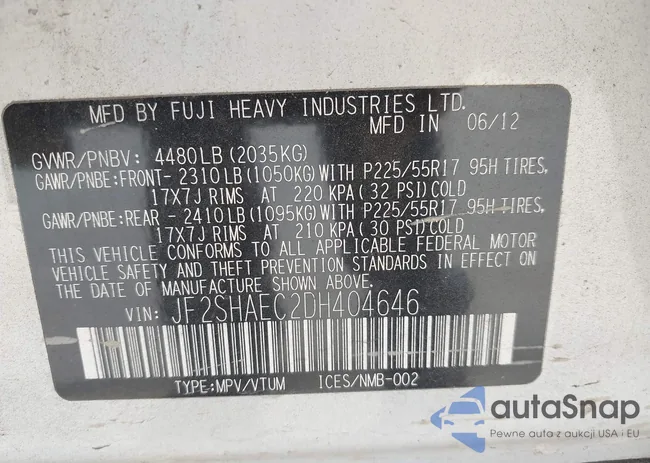 MFD BY FUJI HEAVY INDUSTRIES LTD.
MFD IN 06/12
GVWR/PNBV: 4480LB (2035KG)
GAWR/PNBE:FRONT-2310LB(1050KG)WITH P225/55R17 95H TIRES,
17X7J RIMS AT 220 KPA (32 PSI)COLD
GAWR/PNBE:REAR -2410LB(1095KG)WITH P225/55R17 95H TIRES,
17X7J RIMS AT 210 KPA (30 PSI)COLD
THIS VEHICLE CONFORMS TO ALL APPLICABLE FEDERAL MOTOR
VEHICLE SAFETY AND THEFT PREVENTION STANDARDS IN EFFECT
ON THE DATE OF MANUFACTURE SHOWN ABOVE.
VIN: JF2SHAEC2DH404646
TYPE:MPV/VTUM ICES/NMB-002
autoSnap
Pewne auta z aukcji USA i EU